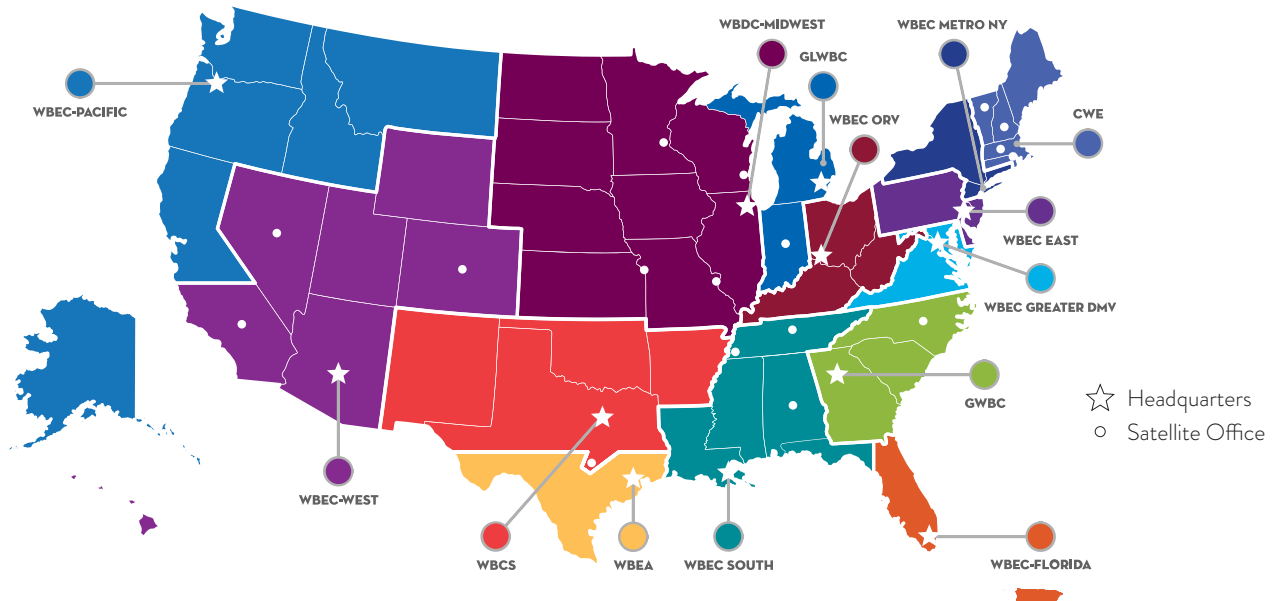 WBDC-MIDWEST
WBEC METRO NY
GLWBC
WBEC-PACIFIC
WBEC ORV
CWE
WBEC EAST
WBEC GREATER DMV
GWBC
Headquarters
Satellite Office
WBEC-WEST
WBCS
WBEA
WBEC SOUTH
WBEC-FLORIDA